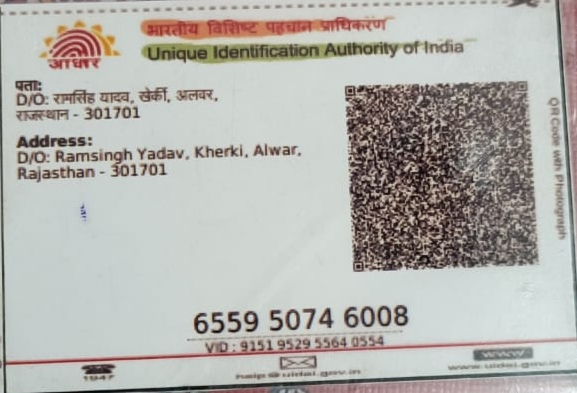 भारतीय विशिष्ट पहचान प्राधिकरण
Unique Identification Authority of India
आधार
पता:
D/O: रामसिंह यादव, खेर्की, अलवर,
राजस्थान - 301701
Address:
D/O: Ramsingh Yadav, Kherki, Alwar,
Rajasthan - 301701
QR Code with Photograph
6559 5074 6008
VID : 9151 9529 5564 0554
1947
help@uidai.gov.in
www
www.uidai.gov.in